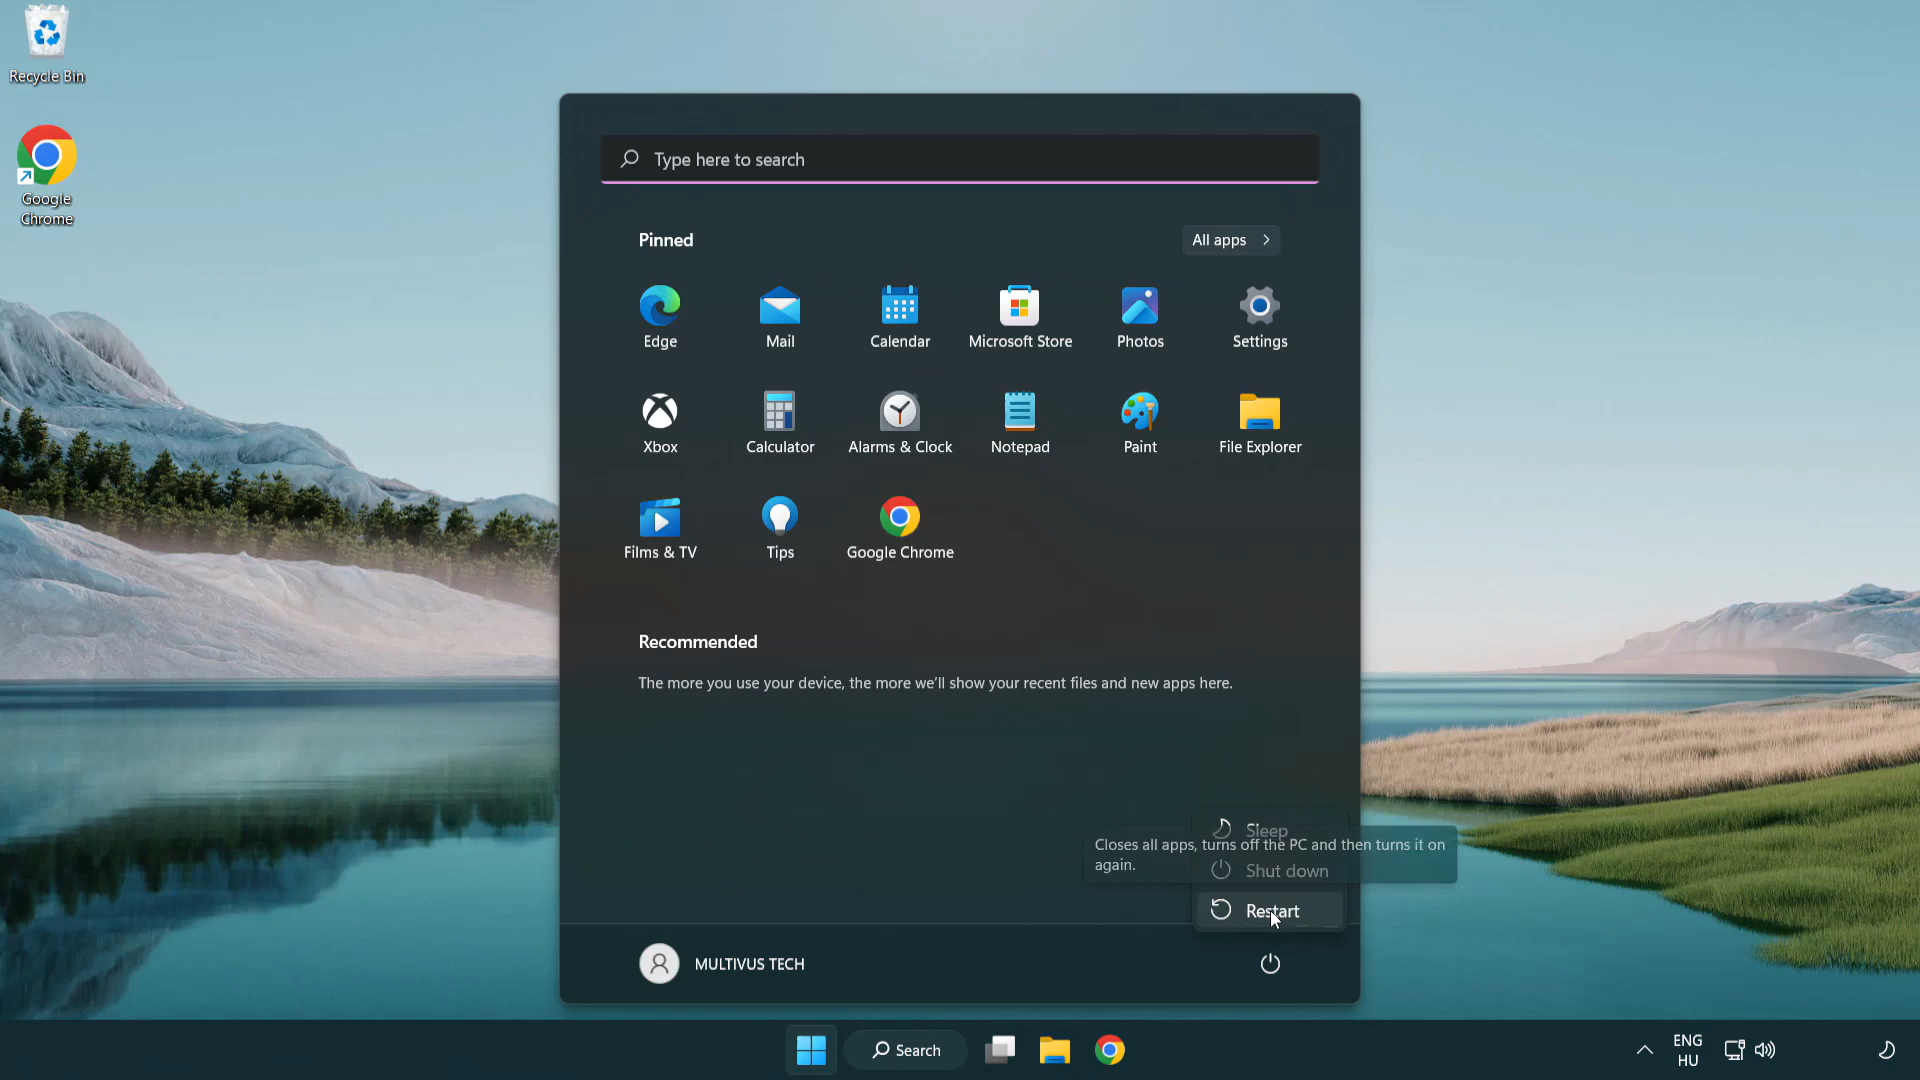 Recycle Bin
Google
Chrome
Type here to search
Pinned
All apps
Edge
Mail
Calendar
Microsoft Store
Photos
Settings
Xbox
Calculator
Alarms & Clock
Notepad
Paint
File Explorer
Films & TV
Tips
Google Chrome
Recommended
The more you use your device, the more we'll show your recent files and new apps here.
Sleep
Closes all apps, turns off the PC and then turns it on
again.
Shut down
Restart
MULTIVUS TECH
Search
ENG
HU